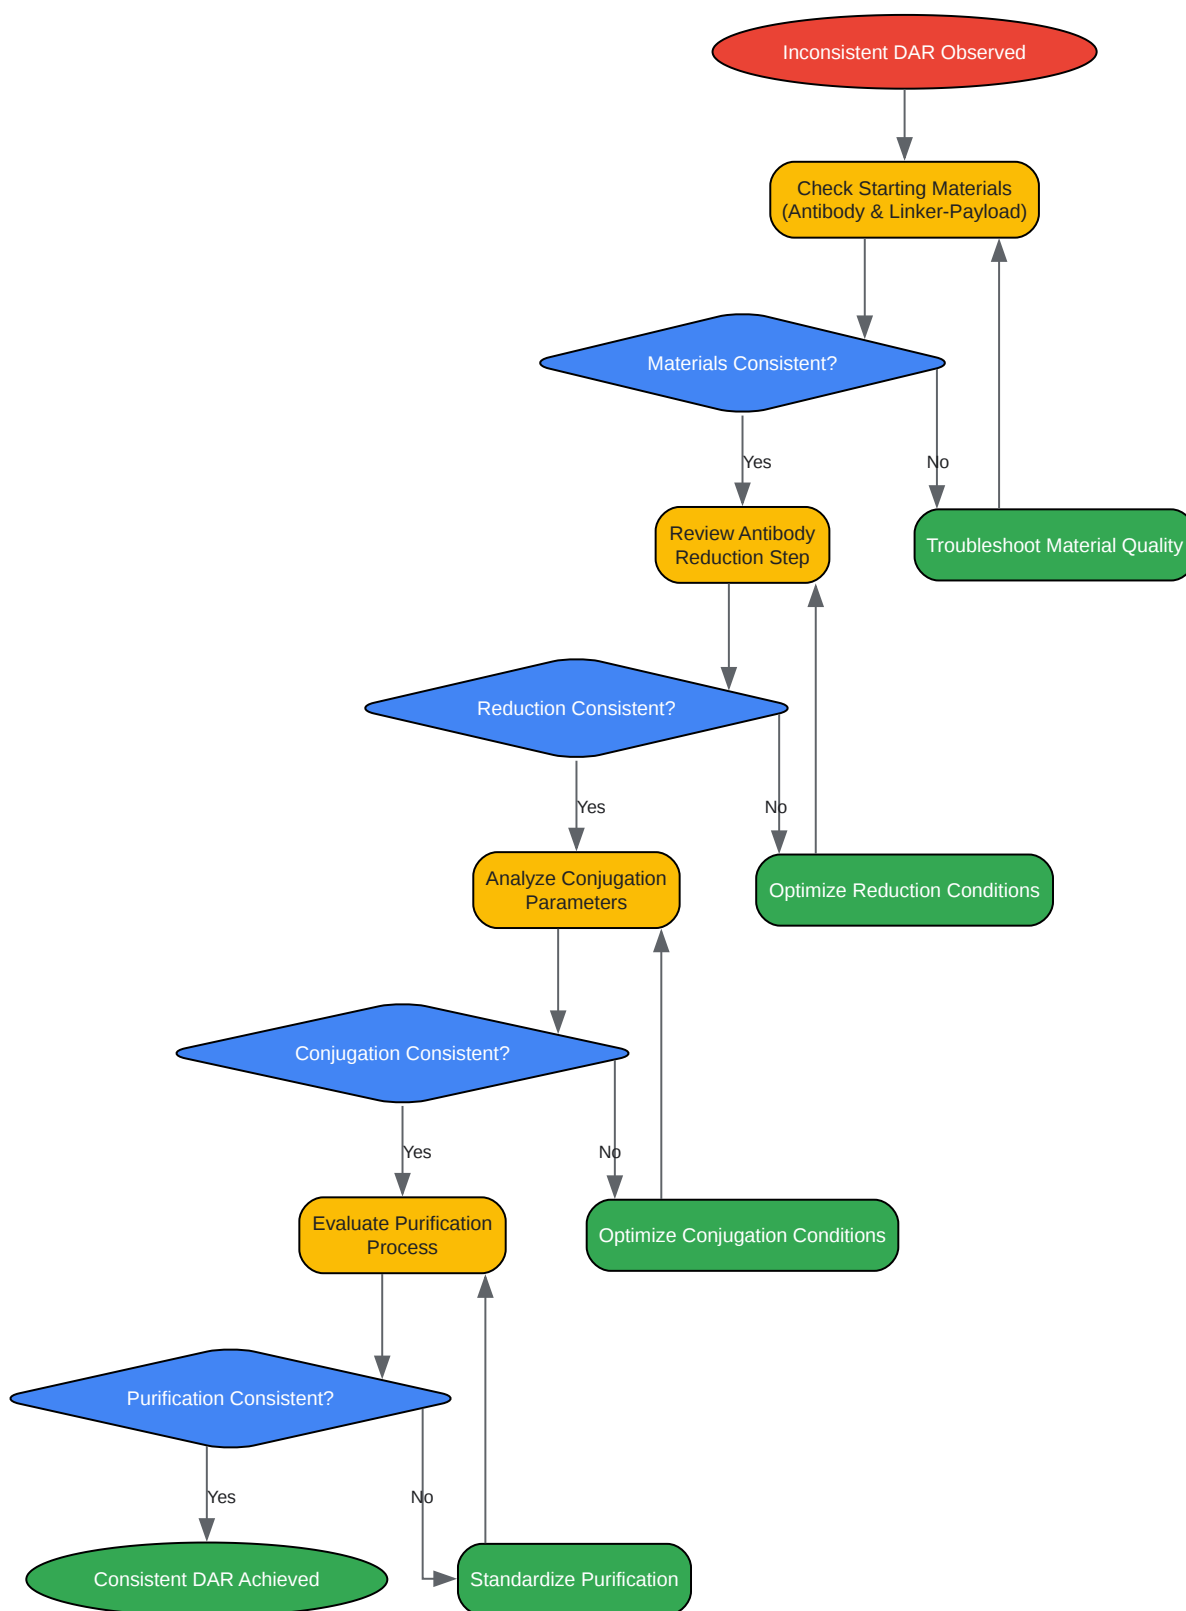 Inconsistent DAR Observed
Check Starting Materials
(Antibody & Linker-Payload)
Materials Consistent?
Yes
No
Review Antibody
Reduction Step
Troubleshoot Material Quality
Reduction Consistent?
Yes
No
Analyze Conjugation
Parameters
Optimize Reduction Conditions
Conjugation Consistent?
Yes
No
Evaluate Purification
Process
Optimize Conjugation Conditions
Purification Consistent?
Yes
No
Consistent DAR Achieved
Standardize Purification